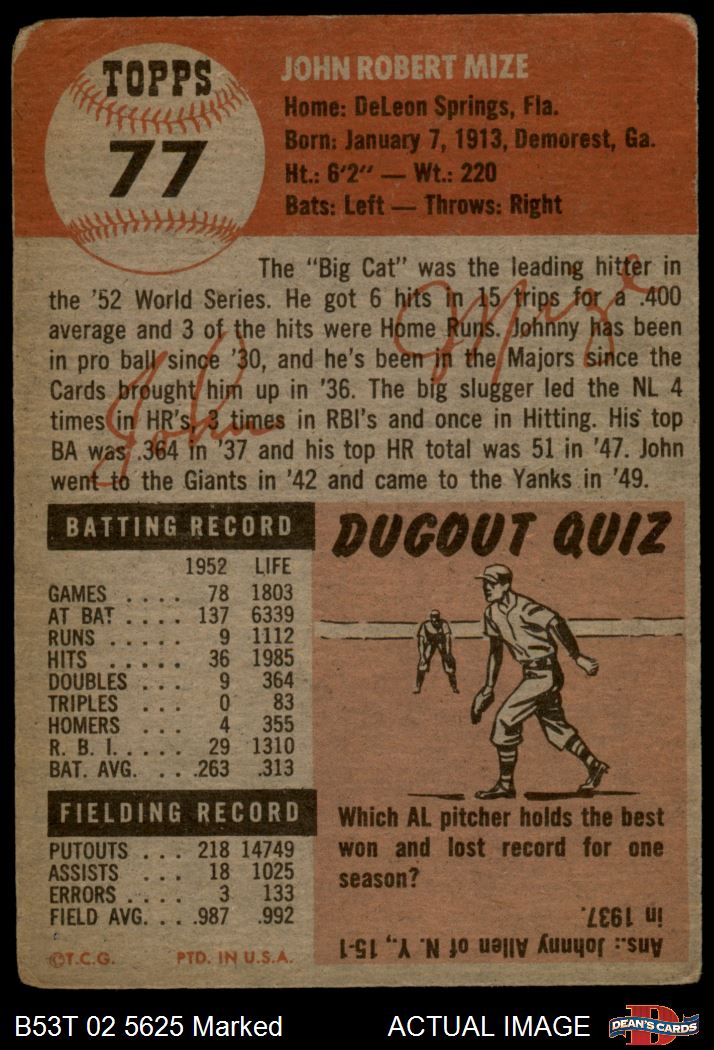 TOPPS
77
JOHN ROBERT MIZE
Home: DeLeon Springs, Fla.
Born: January 7, 1913, Demorest, Ga.
Ht.: 6'2" — Wt.: 220
Bats: Left — Throws: Right
The "Big Cat" was the leading hitter in
the '52 World Series. He got 6 hits in 15 trips for a .400
average and 3 of the hits were Home Runs. Johnny has been
in pro ball since '30, and he's been in the Majors since the
Cards brought him up in '36. The big slugger led the NL 4
times in HR's, 3 times in RBI's and once in Hitting. His top
BA was .364 in '37 and his top HR total was 51 in '47. John
went to the Giants in '42 and came to the Yanks in '49.
John Mize
BATTING RECORD
1952 LIFE
GAMES .... 78 1803
AT BAT .... 137 6339
RUNS ..... 9 1112
HITS ..... 36 1985
DOUBLES ... 9 364
TRIPLES ... 0 83
HOMERS ... 4 355
R. B. I. .... 29 1310
BAT. AVG. ... .263 .313
FIELDING RECORD
PUTOUTS ... 218 14749
ASSISTS ... 18 1025
ERRORS ... 3 133
FIELD AVG. .. .987 .992
©T.C.G. PTD. IN U.S.A.
DUGOUT QUIZ
Which AL pitcher holds the best
won and lost record for one
season?
Ans.: Johnny Allen of N. Y., 15-1
in 1937.
B53T 02 5625 Marked
ACTUAL IMAGE
D
DEAN'S CARDS